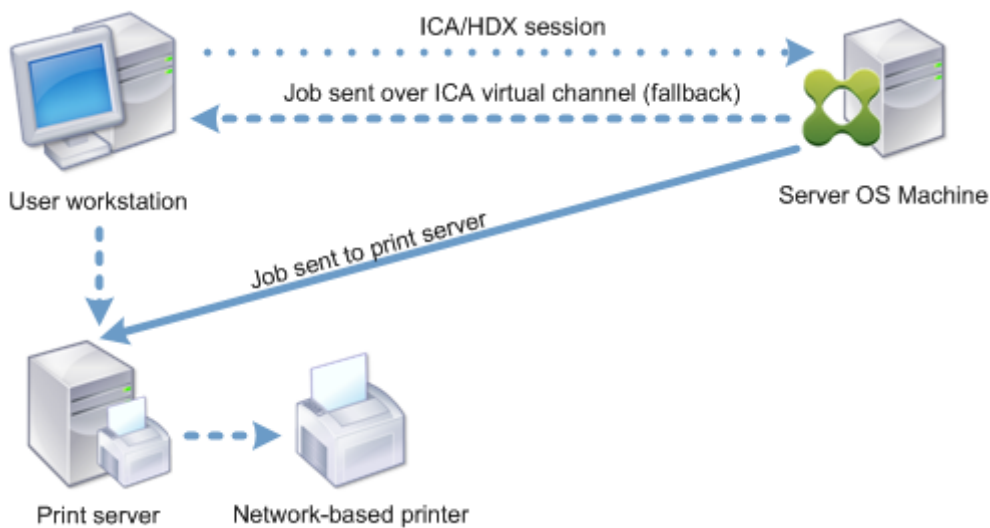 ICA/HDX session
Job sent over ICA virtual channel (fallback)
User workstation
Server OS Machine
Job sent to print server
Print server
Network-based printer